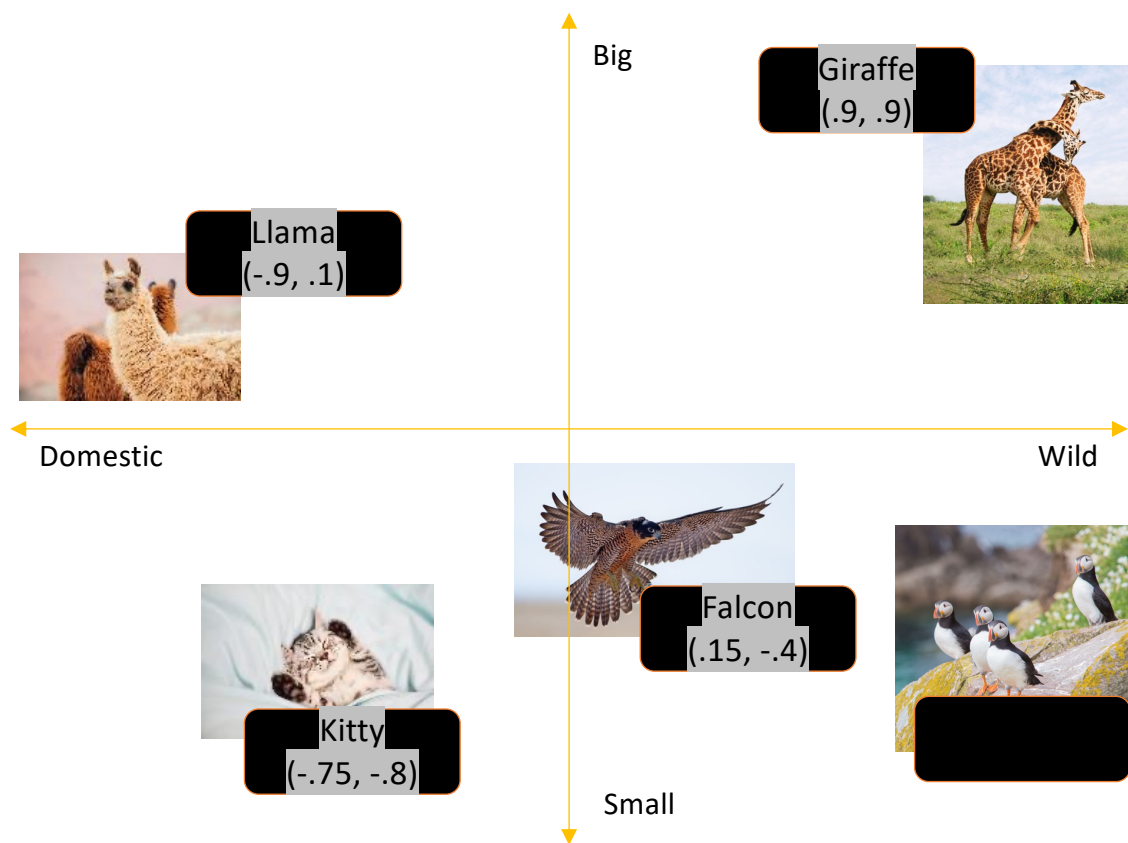 Big
Giraffe
(.9, .9)
Llama
(-.9, .1)
Domestic
Wild
Falcon
(.15, -.4)
Kitty
(-.75, -.8)
Small